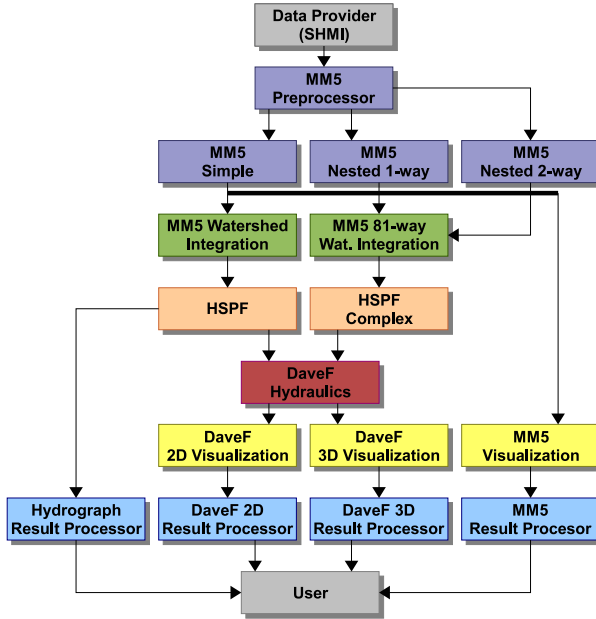 Data Provider
(SHMI)
MM5
Preprocessor
MM5
Simple
MM5
Nested 1-way
MM5
Nested 2-way
MM5 Watershed
Integration
MM5 81-way
Wat. Integration
HSPF
HSPF
Complex
DaveF
Hydraulics
DaveF
2D Visualization
DaveF
3D Visualization
MM5
Visualization
Hydrograph
Result Processor
DaveF 2D
Result Processor
DaveF 3D
Result Processor
MM5
Result Procesor
User